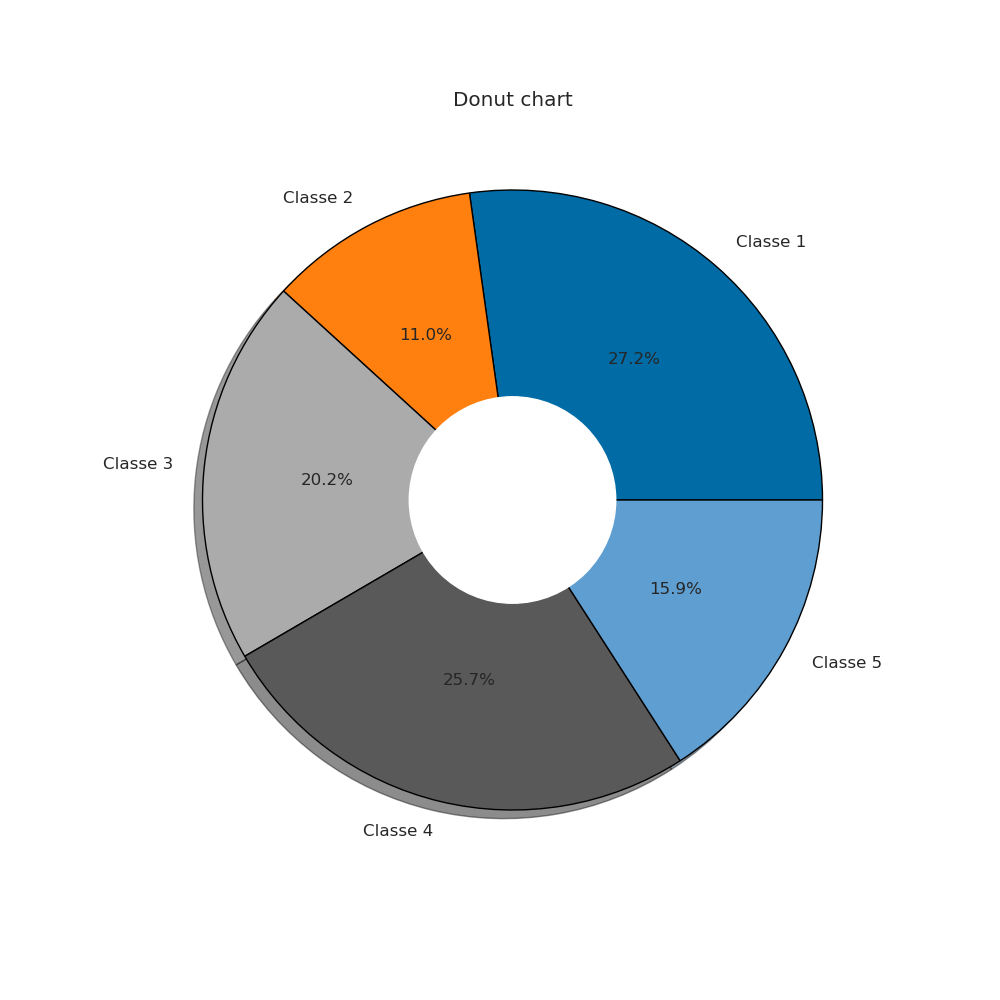 Donut chart
Classe 1
27.2%
Classe 2
11.0%
Classe 3
20.2%
Classe 4
25.7%
Classe 5
15.9%